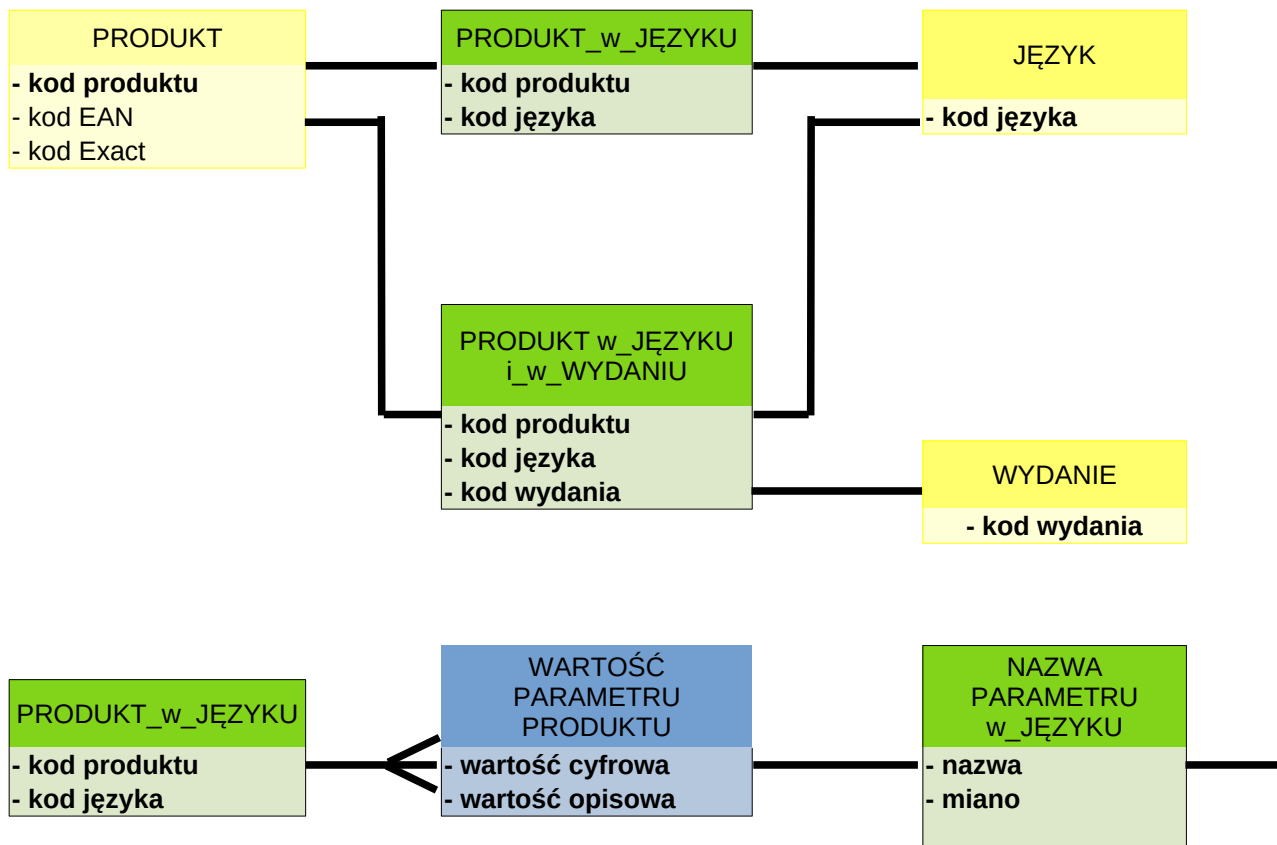 PRODUKT
- kod produktu
- kod EAN
- kod Exact
PRODUKT_w_JĘZYKU
- kod produktu
- kod języka
JĘZYK
- kod języka
PRODUKT w_JĘZYKU
i_w_WYDANIU
- kod produktu
- kod języka
- kod wydania
WYDANIE
- kod wydania
PRODUKT_w_JĘZYKU
- kod produktu
- kod języka
WARTOŚĆ
PARAMETRU
PRODUKTU
- wartość cyfrowa
- wartość opisowa
NAZWA
PARAMETRU
w_JĘZYKU
- nazwa
- miano